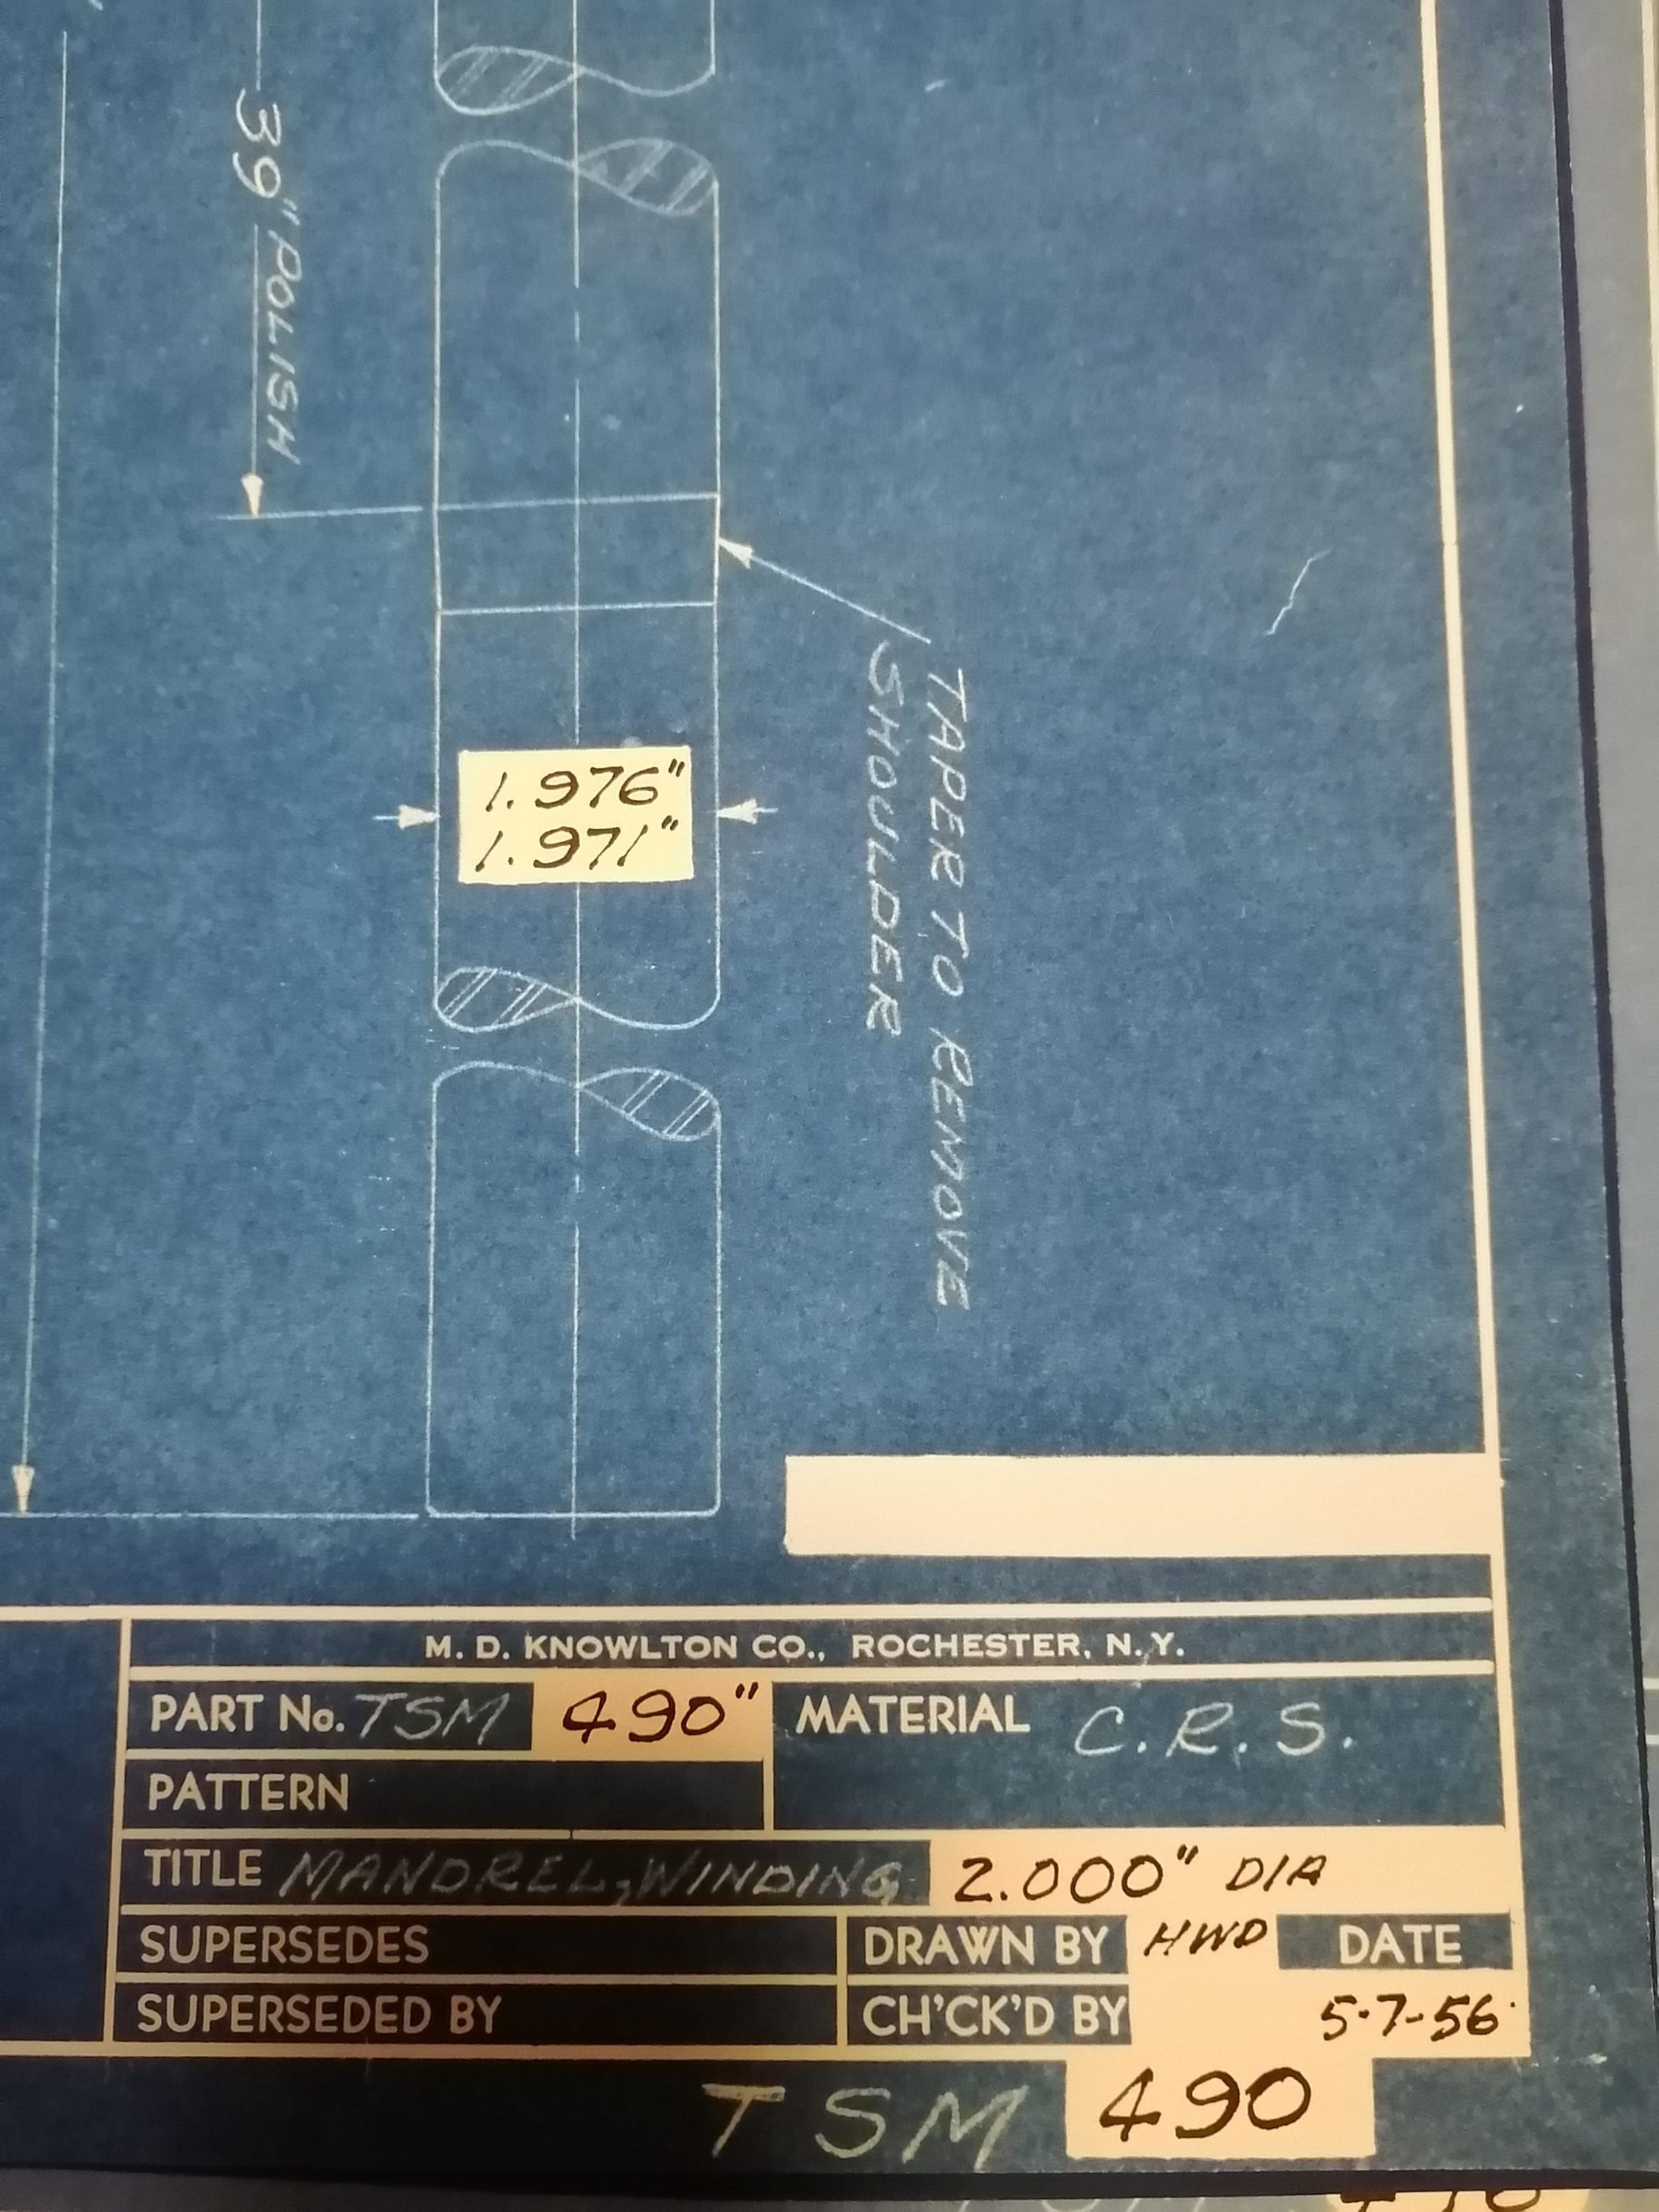 39" POLISH
TAPER TO REMOVE
SHOULDER
1.976"
1.971"
M. D. KNOWLTON CO., ROCHESTER, N.Y.
PART No. TSM 490"
MATERIAL C.R.S.
PATTERN
TITLE MANDREL, WINDING, 2.000" DIA
SUPERSEDES
DRAWN BY HWD DATE
SUPERSEDED BY
CH'CK'D BY 5-7-56
TSM 490